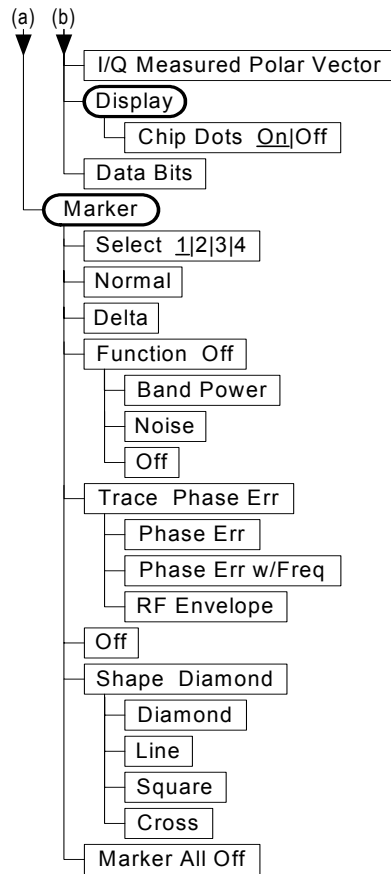 (a) (b)
I/Q Measured Polar Vector
Display
Chip Dots On|Off
Data Bits
Marker
Select 1|2|3|4
Normal
Delta
Function Off
Band Power
Noise
Off
Trace Phase Err
Phase Err
Phase Err w/Freq
RF Envelope
Off
Shape Diamond
Diamond
Line
Square
Cross
Marker All Off